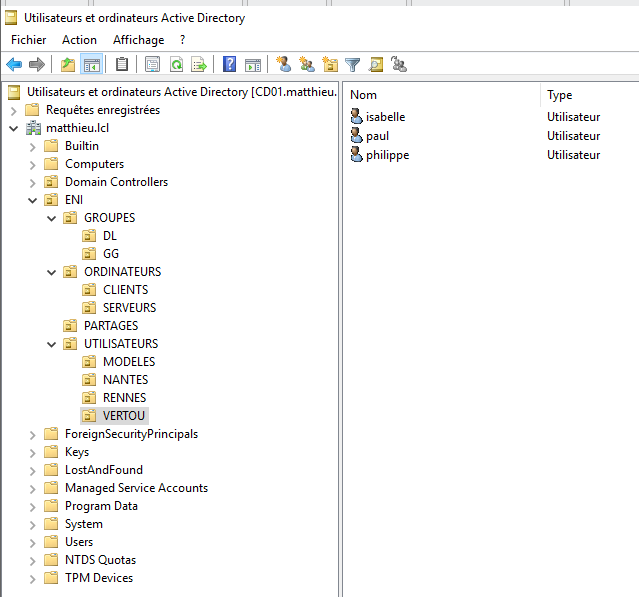 Utilisateurs et ordinateurs Active Directory
Fichier Action Affichage ?
Utilisateurs et ordinateurs Active Directory [CD01.matthieu.
Requêtes enregistrées
matthieu.lcl
Builtin
Computers
Domain Controllers
ENI
GROUPES
DL
GG
ORDINATEURS
CLIENTS
SERVEURS
PARTAGES
UTILISATEURS
MODELES
NANTES
RENNES
VERTOU
ForeignSecurityPrincipals
Keys
LostAndFound
Managed Service Accounts
Program Data
System
Users
NTDS Quotas
TPM Devices
Nom Type
isabelle Utilisateur
paul Utilisateur
philippe Utilisateur